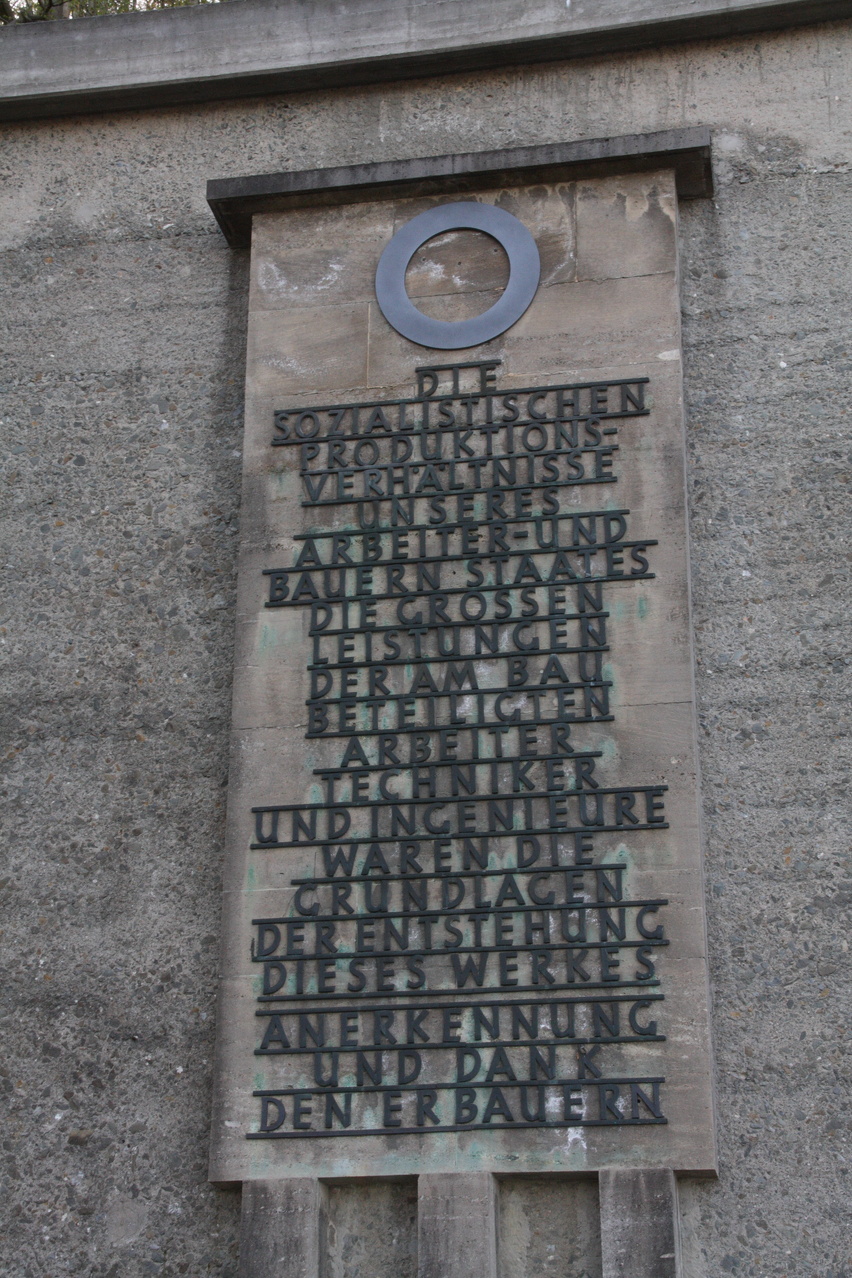 DIE
SOZIALISTISCHEN
PRODUKTIONS-
VERHÄLTNISSE
UNSERES
ARBEITER-UND
BAUERN STAATES
DIE GROSSEN
LEISTUNGEN
DER AM BAU
BETEILIGTEN
ARBEITER
TECHNIKER
UND INGENIEURE
WAREN DIE
GRUNDLAGEN
DER ENTSTEHUNG
DIESES WERKES
ANERKENNUNG
UND DANK
DEN ERBAUERN